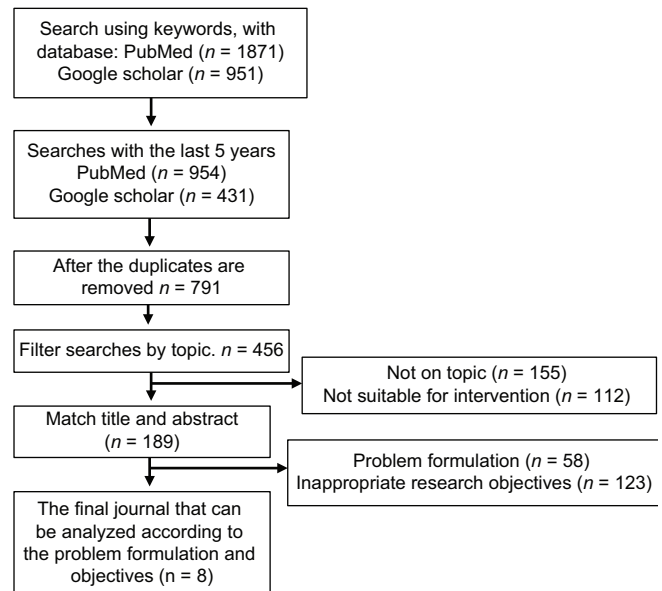 Search using keywords, with
database: PubMed (n = 1871)
Google scholar (n = 951)
Searches with the last 5 years
PubMed (n = 954)
Google scholar (n = 431)
After the duplicates are
removed n = 791
Filter searches by topic. n = 456
Not on topic (n = 155)
Not suitable for intervention (n = 112)
Match title and abstract
(n = 189)
Problem formulation (n = 58)
Inappropriate research objectives (n = 123)
The final journal that can
be analyzed according to
the problem formulation and
objectives (n = 8)